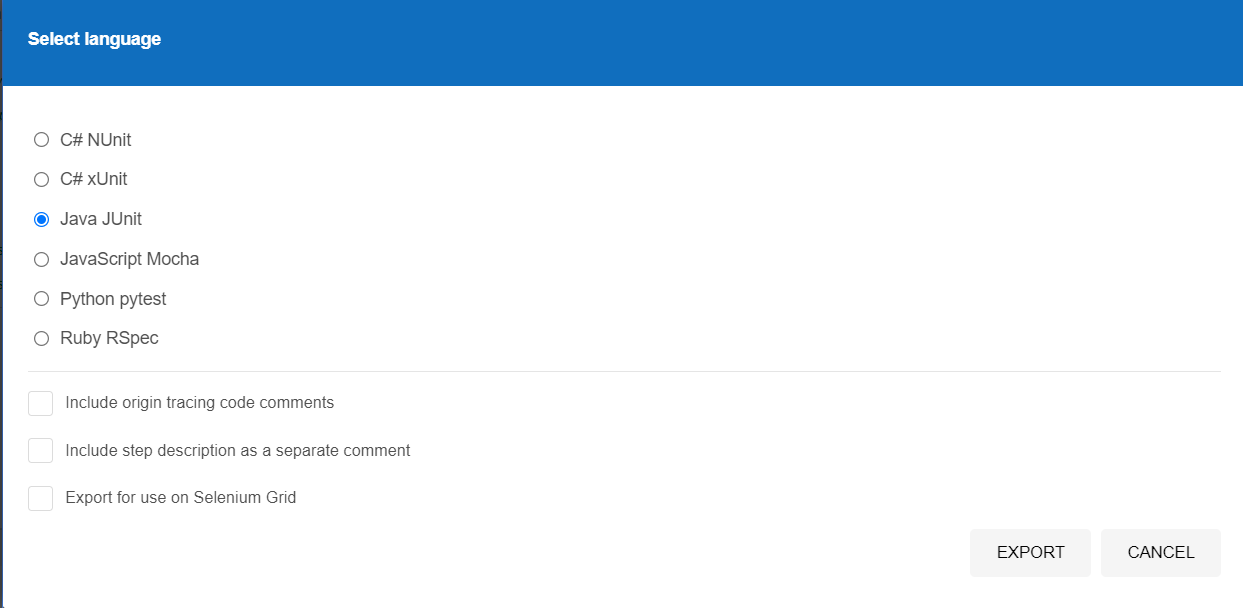 Select language
C# NUnit
C# xUnit
Java JUnit
JavaScript Mocha
Python pytest
Ruby RSpec
Include origin tracing code comments
Include step description as a separate comment
Export for use on Selenium Grid
EXPORT CANCEL